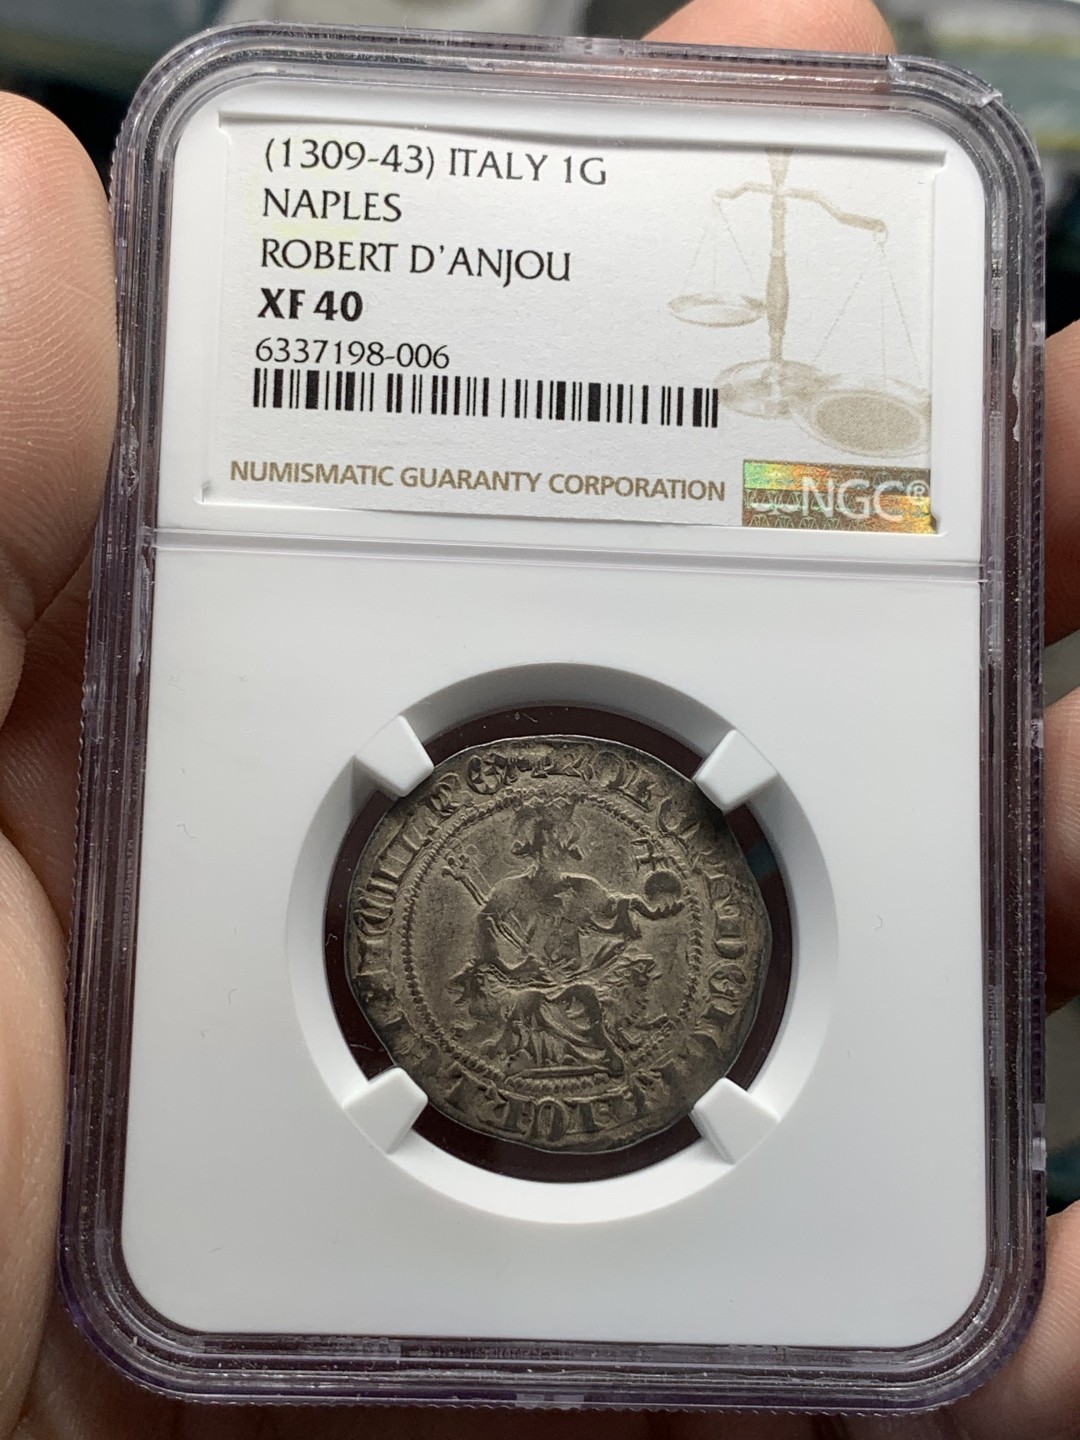 (1309-43) ITALY 1G
NAPLES
ROBERT D'ANJOU
XF 40
6337198-006
NUMISMATIC GUARANTY CORPORATION
NGC®